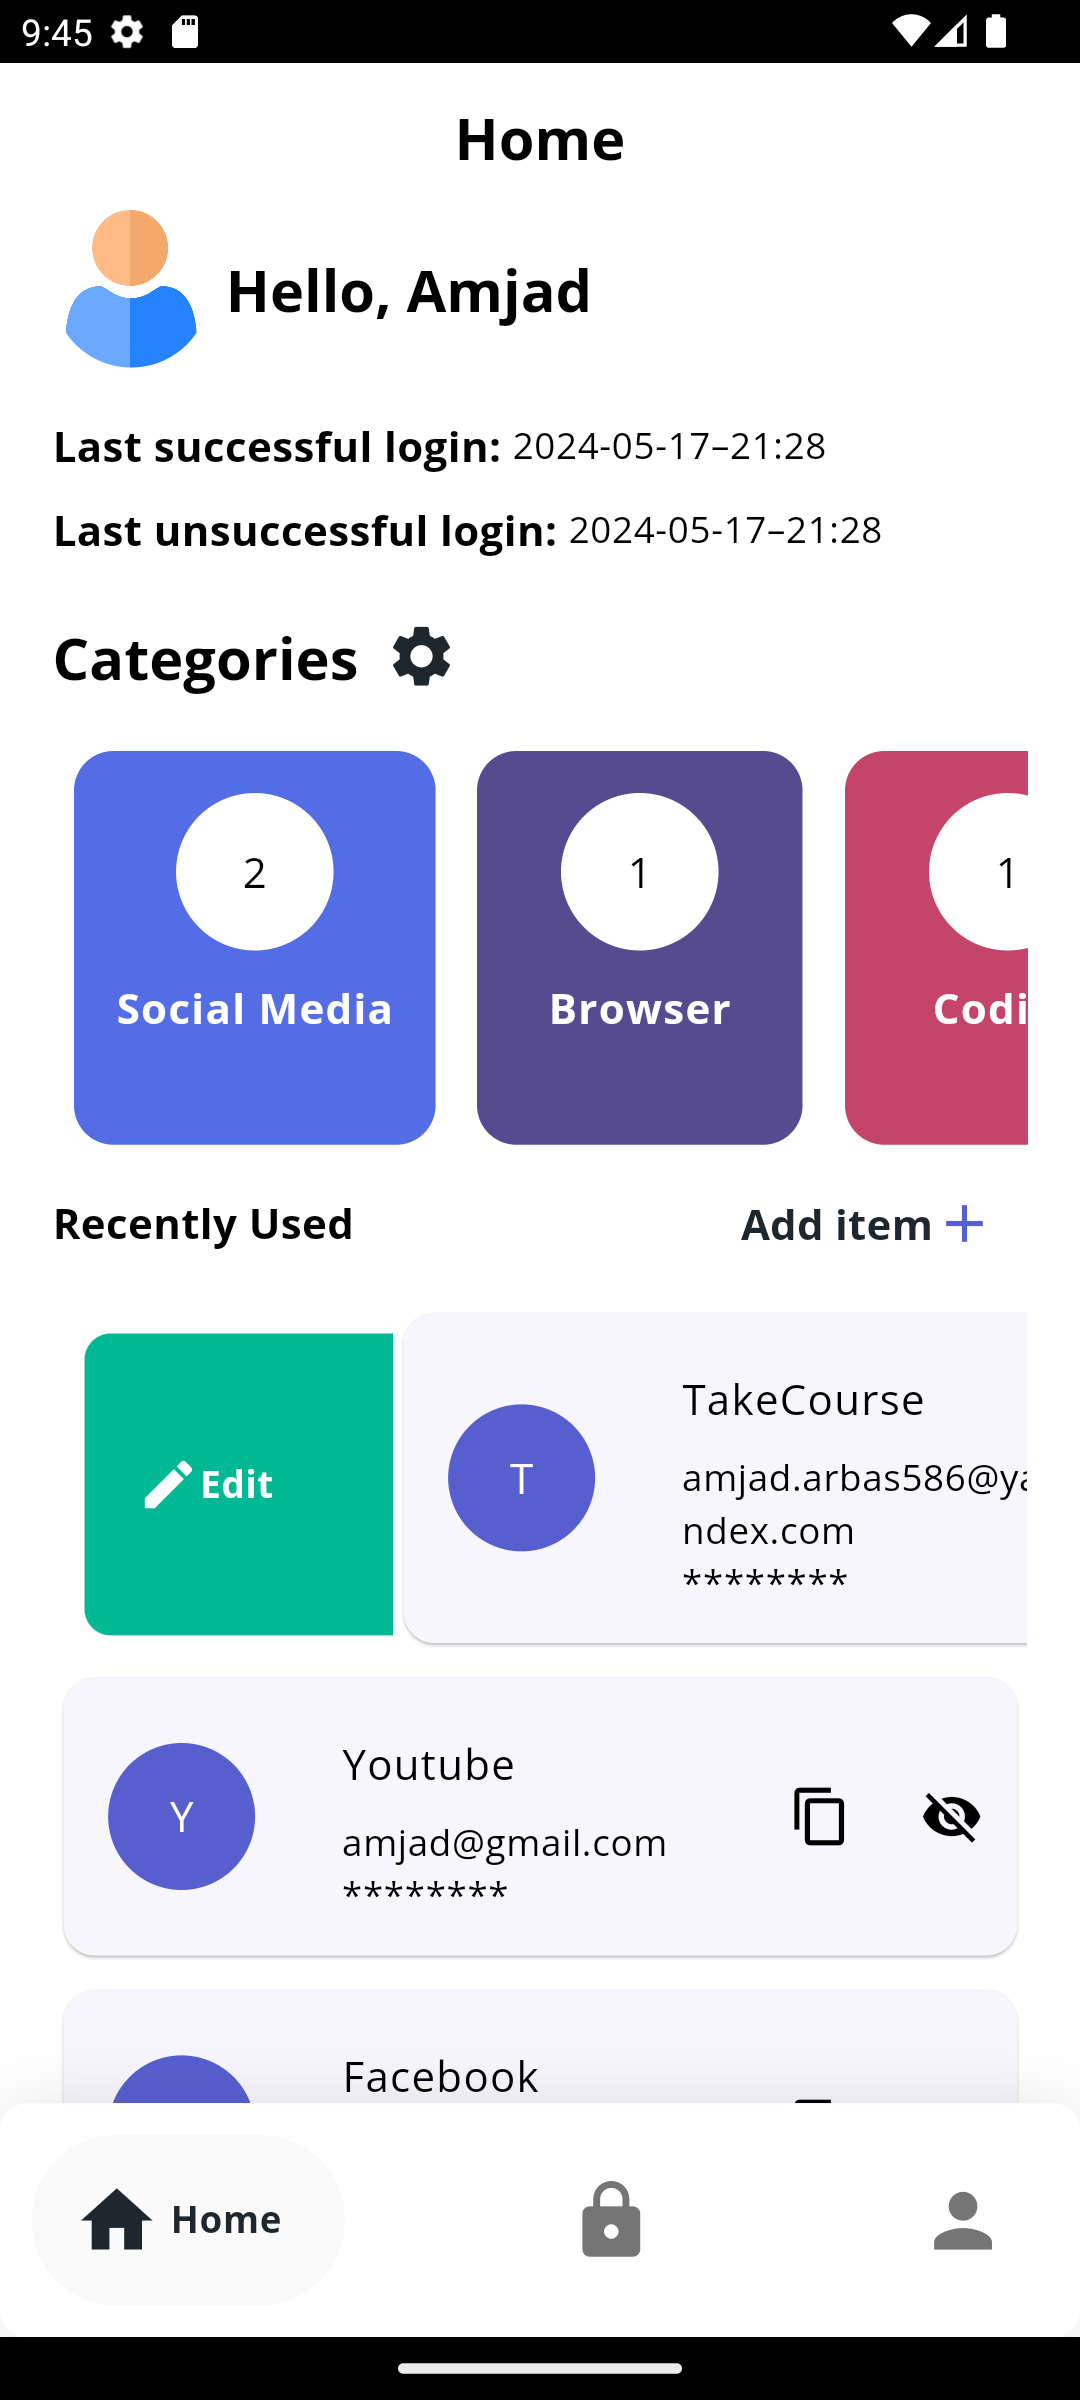 9:45
Home
Hello, Amjad
Last successful login: 2024-05-17–21:28
Last unsuccessful login: 2024-05-17–21:28
Categories
2
1
1
Social Media
Browser
Codi
Recently Used
Add item
Edit
T
TakeCourse
amjad.arbas586@ya
ndex.com
********
Y
Youtube
amjad@gmail.com
********
Facebook
Home